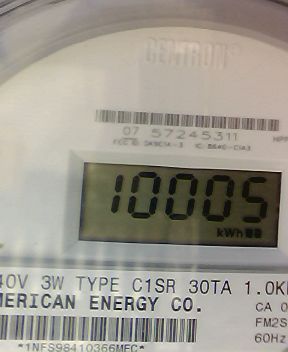 CENTRON®
07 57245311
10005
kWh
40V 3W TYPE C1SR 30TA 1.0K
MERICAN ENERGY CO.
CA 0
FM2S
60Hz
*1NFS98410366MFC*